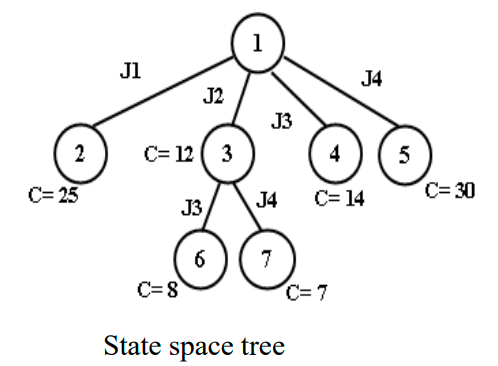 1
J1
J2
J3
J4
2
C= 12
3
4
5
C= 25
C= 14
C= 30
J3
J4
6
7
C= 8
C= 7
State space tree